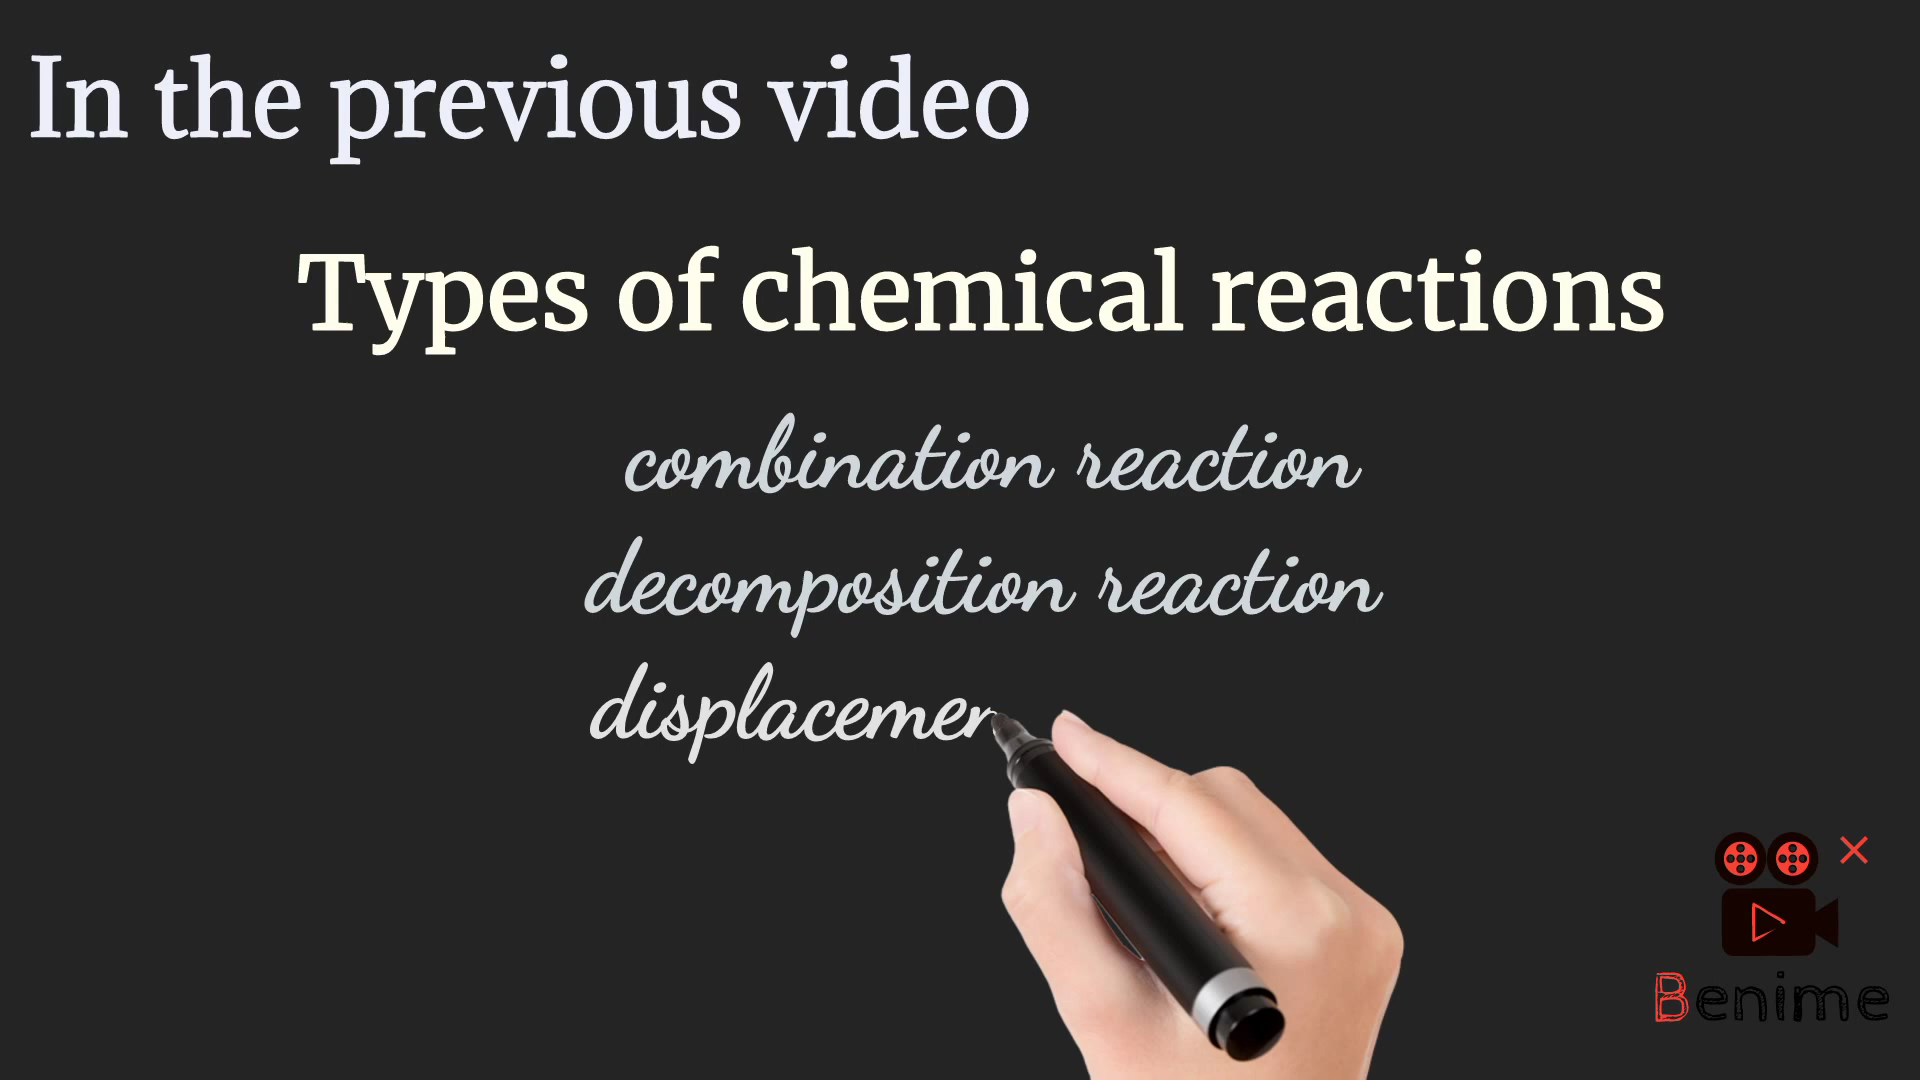 In the previous video
Types of chemical reactions
combination reaction
decomposition reaction
displacemen
Benime